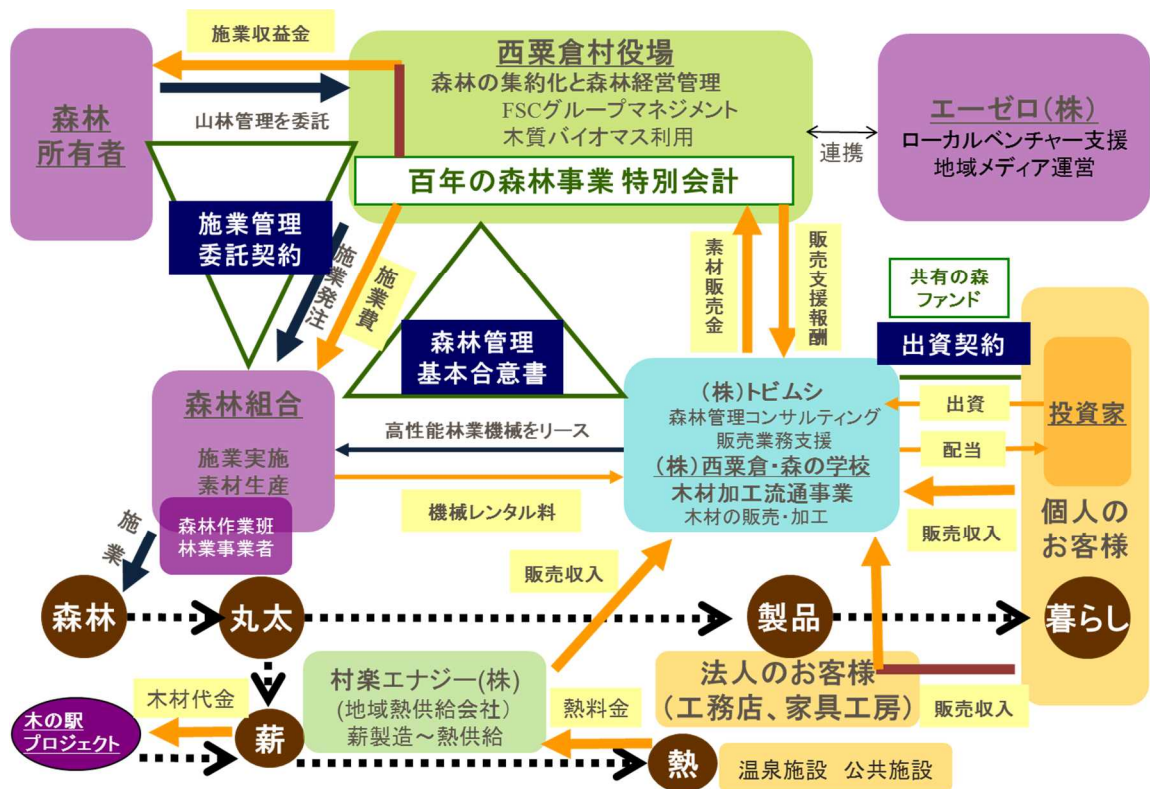 施業収益金
西粟倉村役場
森林の集約化と森林経営管理
FSCグループマネジメント
木質バイオマス利用
百年の森林事業 特別会計
森林
所有者
山林管理を委託
連携
エーゼロ(株)
ローカルベンチャー支援
地域メディア運営
施業管理
委託契約
施業発注
施業費
森林管理
基本合意書
素材販売金
販売支援報酬
共有の森
ファンド
出資契約
森林組合
施業実施
素材生産
森林作業班
林業事業者
高性能林業機械をリース
機械レンタル料
(株)トビムシ
森林管理コンサルティング
販売業務支援
(株)西粟倉・森の学校
木材加工流通事業
木材の販売・加工
出資
配当
投資家
販売収入
個人の
お客様
施業
販売収入
森林
丸太
製品
暮らし
木材代金
木の駅
プロジェクト
薪
村楽エナジー(株)
(地域熱供給会社)
薪製造~熱供給
熱料金
法人のお客様
(工務店、家具工房)
販売収入
熱
温泉施設 公共施設